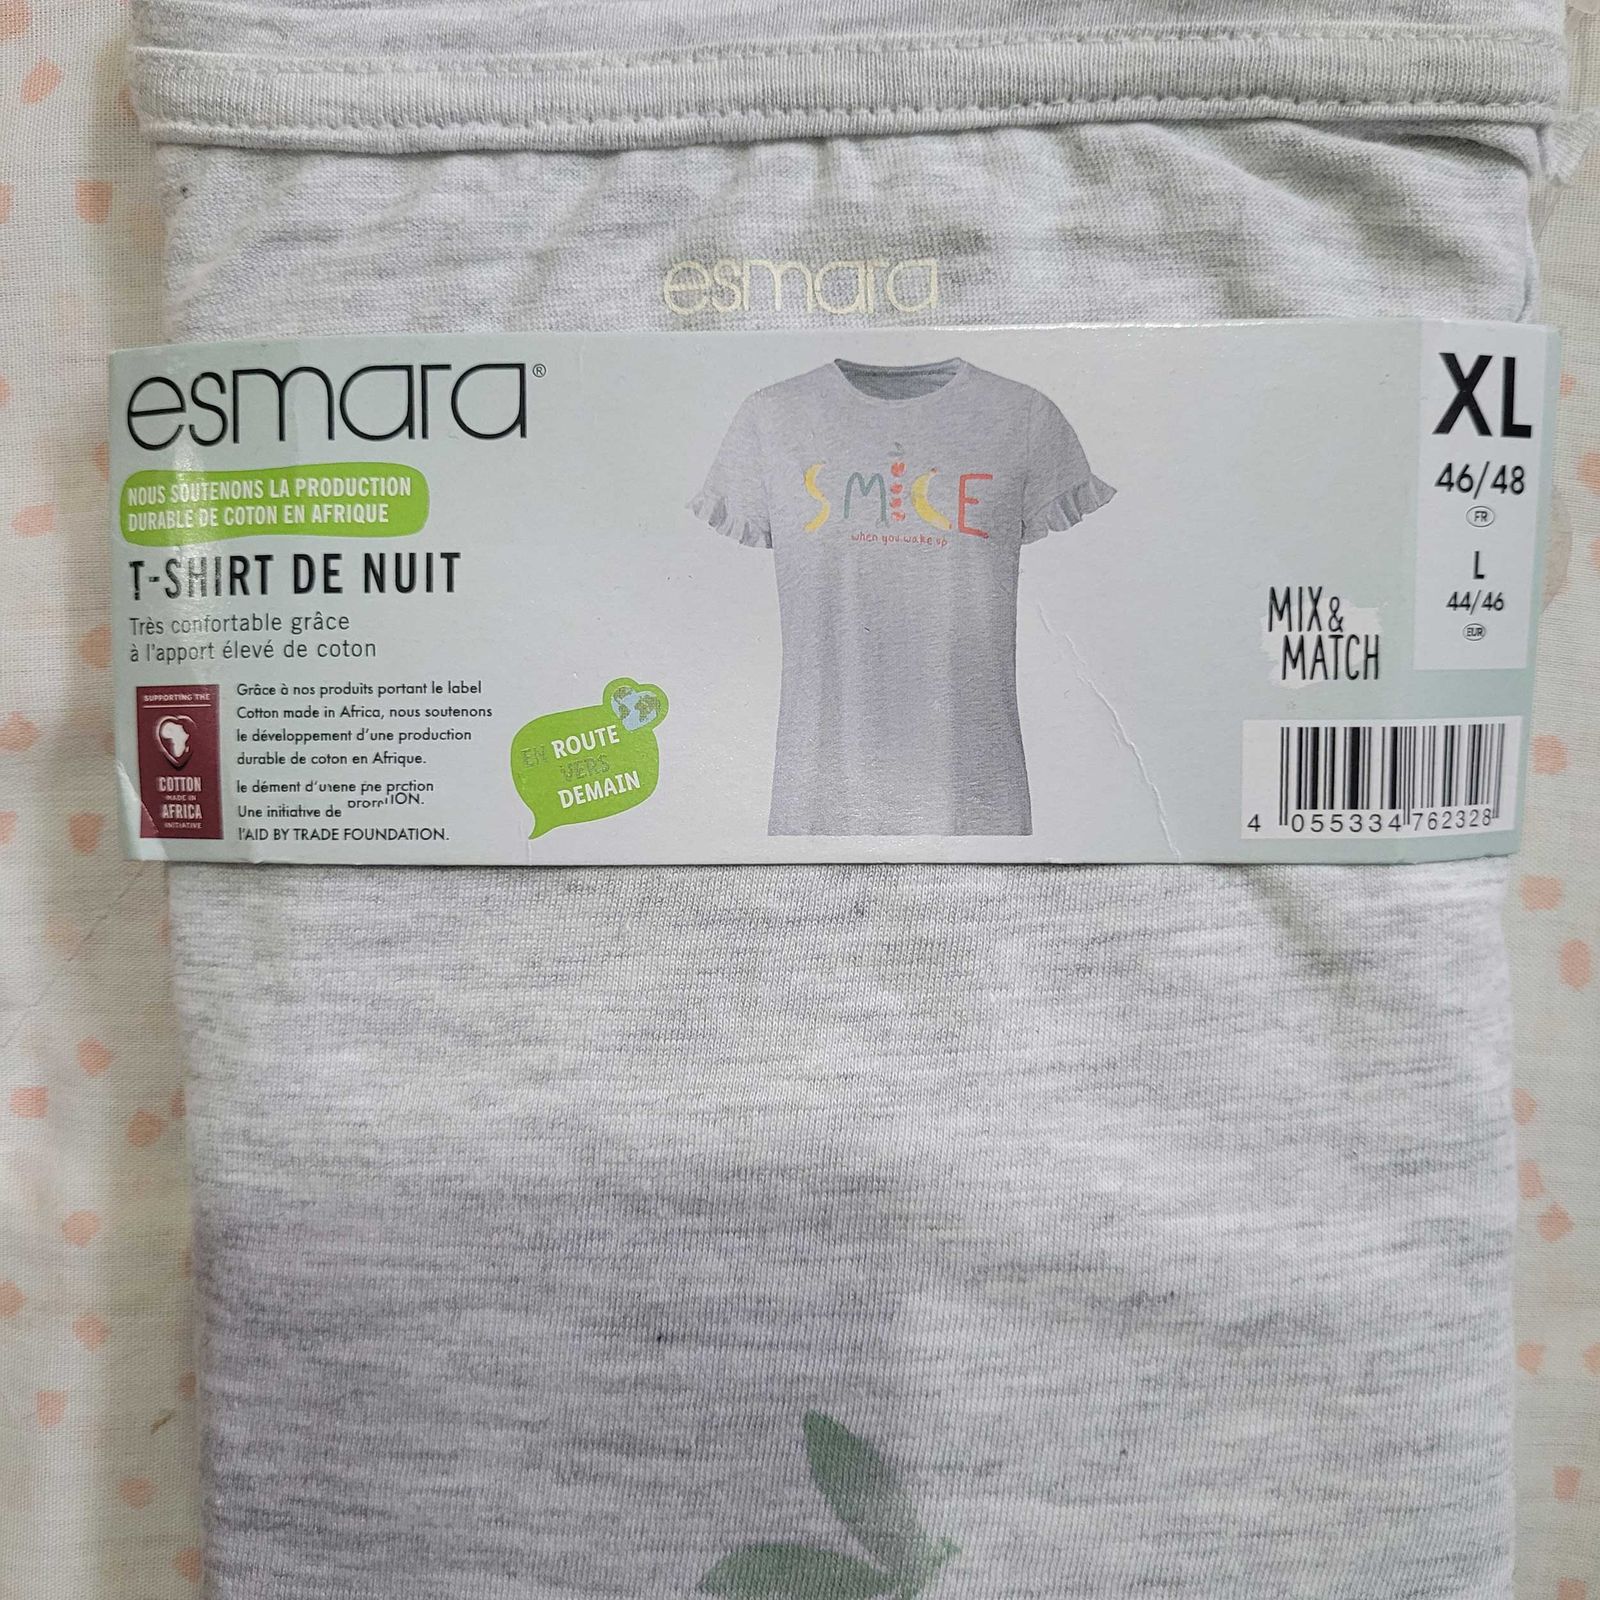 esmara
esmara®
NOUS SOUTENONS LA PRODUCTION
DURABLE DE COTON EN AFRIQUE
T-SHIRT DE NUIT
Très confortable grâce
à l'apport élevé de coton
SUPPORTING THE
COTTON
MADE IN
AFRICA
INITIATIVE
Grâce à nos produits portant le label
Cotton made in Africa, nous soutenons
le développement d'une production
durable de coton en Afrique.
Une initiative de
l'AID BY TRADE FOUNDATION.
EN ROUTE
VERS
DEMAIN
SMILE
when you wake up
MIX &
MATCH
XL
46/48
FR
L
44/46
EUR
4 055334 762328